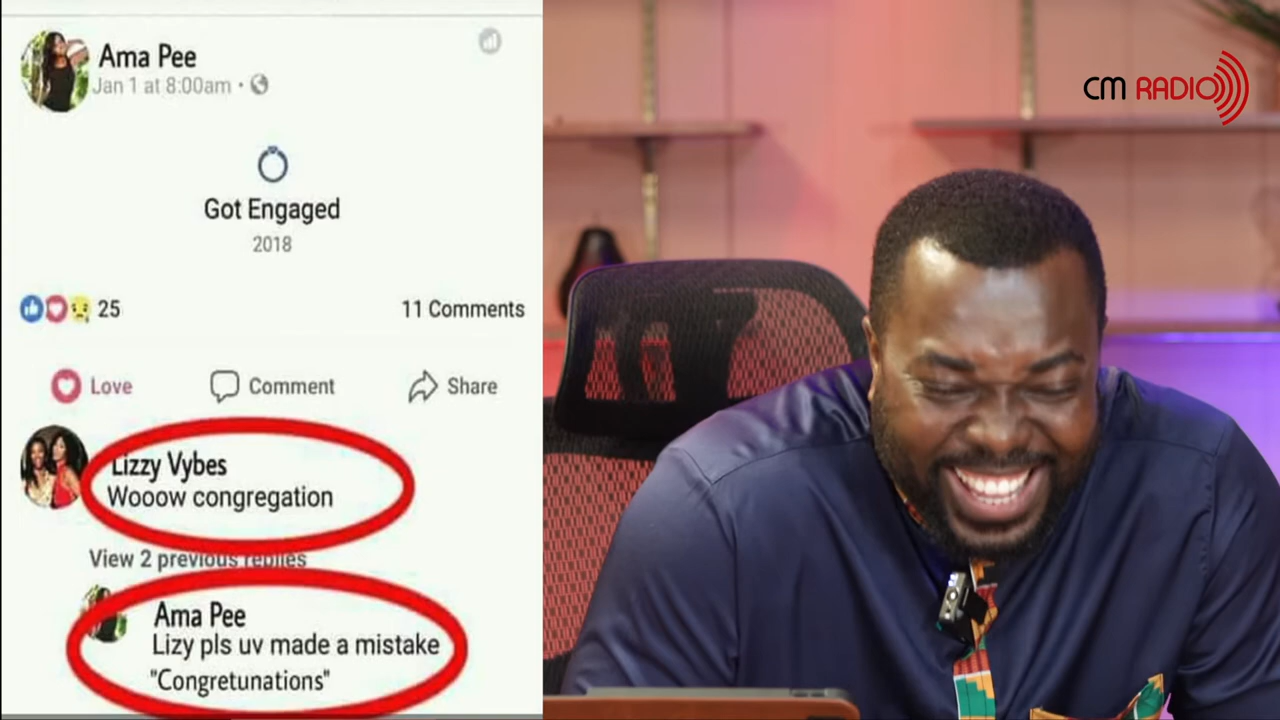 Ama Pee
Jan 1 at 8:00am
Got Engaged
2018
25
11 Comments
Love
Comment
Share
Lizzy Vybes
Wooow congregation
View 2 previous replies
Ama Pee
Lizy pls uv made a mistake
"Congretunations"
CM RADIO